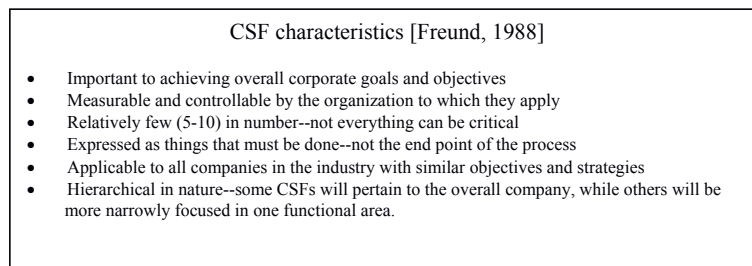 CSF characteristics [Freund, 1988]
• Important to achieving overall corporate goals and objectives
• Measurable and controllable by the organization to which they apply
• Relatively few (5-10) in number--not everything can be critical
• Expressed as things that must be done--not the end point of the process
• Applicable to all companies in the industry with similar objectives and strategies
• Hierarchical in nature--some CSFs will pertain to the overall company, while others will be
more narrowly focused in one functional area.